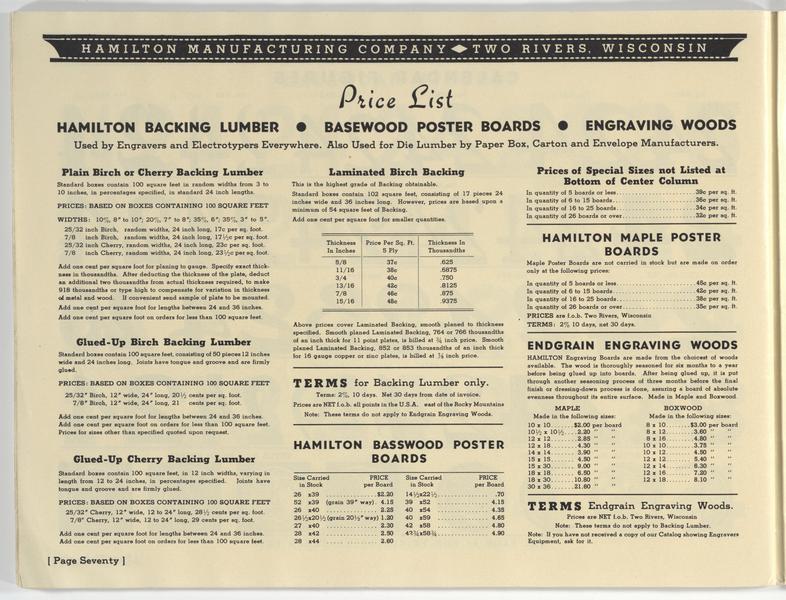 HAMILTON MANUFACTURING COMPANY ◆ TWO RIVERS, WISCONSIN
Price List
HAMILTON BACKING LUMBER ● BASEWOOD POSTER BOARDS ● ENGRAVING WOODS
Used by Engravers and Electrotypers Everywhere. Also Used for Die Lumber by Paper Box, Carton and Envelope Manufacturers.
Plain Birch or Cherry Backing Lumber
Standard boxes contain 100 square feet in random widths from 3 to
10 inches, in percentages specified, in standard 24 inch lengths.
PRICES: BASED ON BOXES CONTAINING 100 SQUARE FEET
WIDTHS: 10%, 8" to 10"; 20%, 7" to 8"; 35%, 6"; 35%, 3" to 5".
25/32 inch Birch, random widths, 24 inch long, 17c per sq. foot.
7/8 inch Birch, random widths, 24 inch long, 17½c per sq. foot.
25/32 inch Cherry, random widths, 24 inch long, 23c per sq. foot.
7/8 inch Cherry, random widths, 24 inch long, 23½c per sq. foot.
Add one cent per square foot for planing to gauge. Specify exact thick-
ness in thousandths. After deducting the thickness of the plate, deduct
an additional two thousandths from actual thickness required, to make
918 thousandths or type high to compensate for variation in thickness
of metal and wood. If convenient send sample of plate to be mounted.
Add one cent per square foot for lengths between 24 and 36 inches.
Add one cent per square foot on orders for less than 100 square feet.
Glued-Up Birch Backing Lumber
Standard boxes contain 100 square feet, consisting of 50 pieces 12 inches
wide and 24 inches long. Joints have tongue and groove and are firmly
glued.
PRICES: BASED ON BOXES CONTAINING 100 SQUARE FEET
25/32" Birch, 12" wide, 24" long, 20½ cents per sq. foot.
7/8" Birch, 12" wide, 24" long, 21 cents per sq. foot.
Add one cent per square foot for lengths between 24 and 36 inches.
Add one cent per square foot on orders for less than 100 square feet.
Prices for sizes other than specified quoted upon request.
Glued-Up Cherry Backing Lumber
Standard boxes contain 100 square feet, in 12 inch widths, varying in
length from 12 to 24 inches, in percentages specified. Joints have
tongue and groove and are firmly glued.
PRICES: BASED ON BOXES CONTAINING 100 SQUARE FEET
25/32" Cherry, 12" wide, 12 to 24" long, 28½ cents per sq. foot.
7/8" Cherry, 12" wide, 12 to 24" long, 29 cents per sq. foot.
Add one cent per square foot for lengths between 24 and 36 inches.
Add one cent per square foot on orders for less than 100 square feet.
[ Page Seventy ]
Laminated Birch Backing
This is the highest grade of Backing obtainable.
Standard boxes contain 102 square feet, consisting of 17 pieces 24
inches wide and 36 inches long. However, prices are based upon a
minimum of 54 square feet of Backing.
Add one cent per square foot for smaller quantities.
Thickness In Inches | Price Per Sq. Ft. 5 Ply | Thickness In Thousandths
5/8 37c .625
11/16 38c .6875
3/4 40c .750
13/16 42c .8125
7/8 46c .875
15/16 48c .9375
Above prices cover Laminated Backing, smooth planed to thickness
specified. Smooth planed Laminating Backing, 764 or 766 thousandths
of an inch thick for 11 point plates, is billed at ¾ inch price. Smooth
planed Laminated Backing, 852 or 853 thousandths of an inch thick
for 16 gauge copper or zinc plates, is billed at ⅞ inch price.
TERMS for Backing Lumber only.
Terms: 2%, 10 days. Net 30 days from date of invoice.
Prices are NET f.o.b. all points in the U.S.A. east of the Rocky Mountains
Note: These terms do not apply to Endgrain Engraving Woods.
HAMILTON BASSWOOD POSTER
BOARDS
Size Carried in Stock PRICE per Board Size Carried in Stock PRICE per Board
26 x39 $2.20 14½x22½ .70
52 x39 (grain 39" way) 4.15 39 x52 4.15
26 x40 2.25 40 x54 4.35
26½x20½ (grain 20½" way) 1.30 40 x59 4.65
27 x40 2.30 42 x58 4.80
28 x42 2.50 42¾x58¾ 4.90
28 x44 2.60
Prices of Special Sizes not Listed at
Bottom of Center Column
In quantity of 5 boards or less 39c per sq. ft.
In quantity of 6 to 15 boards 36c per sq. ft.
In quantity of 16 to 25 boards 34c per sq. ft.
In quantity of 26 boards or over 32c per sq. ft.
HAMILTON MAPLE POSTER
BOARDS
Maple Poster Boards are not carried in stock but are made on order
only at the following prices:
In quantity of 5 boards or less 45c per sq. ft.
In quantity of 6 to 15 boards 42c per sq. ft.
In quantity of 16 to 25 boards 38c per sq. ft.
In quantity of 26 boards or over 35c per sq. ft.
PRICES are f.o.b. Two Rivers, Wisconsin
TERMS: 2% 10 days, net 30 days.
ENDGRAIN ENGRAVING WOODS
HAMILTON Engraving Boards are made from the choicest of woods
available. The wood is thoroughly seasoned for six months to a year
before being glued up into boards. After being glued up, it is put
through another seasoning process of three months before the final
finish or dressing-down process is done, assuring a board of absolute
evenness throughout its entire surface. Made in Maple and Boxwood.
MAPLE BOXWOOD
Made in the following sizes: Made in the following sizes:
10 x 10 $2.00 per board 8 x 10 $3.00 per board
10½ x 10½ 2.20 " " 8 x 12 3.60 " "
12 x 12 2.85 " " 8 x 16 4.80 " "
12 x 18 4.30 " " 10 x 10 3.75 " "
14 x 14 3.90 " " 10 x 12 4.50 " "
15 x 15 4.50 " " 12 x 12 5.40 " "
15 x 30 9.00 " " 12 x 14 6.30 " "
18 x 18 6.50 " " 12 x 16 7.20 " "
18 x 30 10.80 " " 12 x 18 8.10 " "
30 x 36 21.60 " "
TERMS Endgrain Engraving Woods.
Prices are NET f.o.b. Two Rivers, Wisconsin
Note: These terms do not apply to Backing Lumber.
Note: If you have not received a copy of our Catalog showing Engravers
Equipment, ask for it.